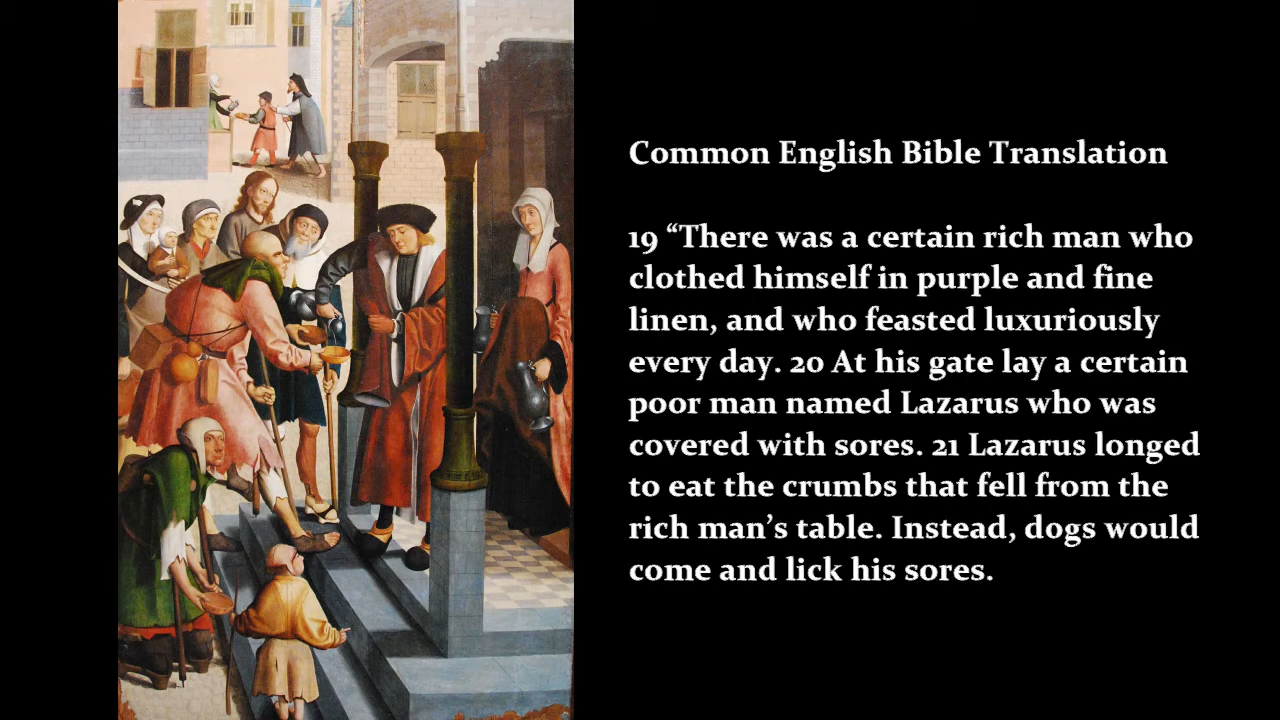 Common English Bible Translation
19 “There was a certain rich man who
clothed himself in purple and fine
linen, and who feasted luxuriously
every day. 20 At his gate lay a certain
poor man named Lazarus who was
covered with sores. 21 Lazarus longed
to eat the crumbs that fell from the
rich man’s table. Instead, dogs would
come and lick his sores.